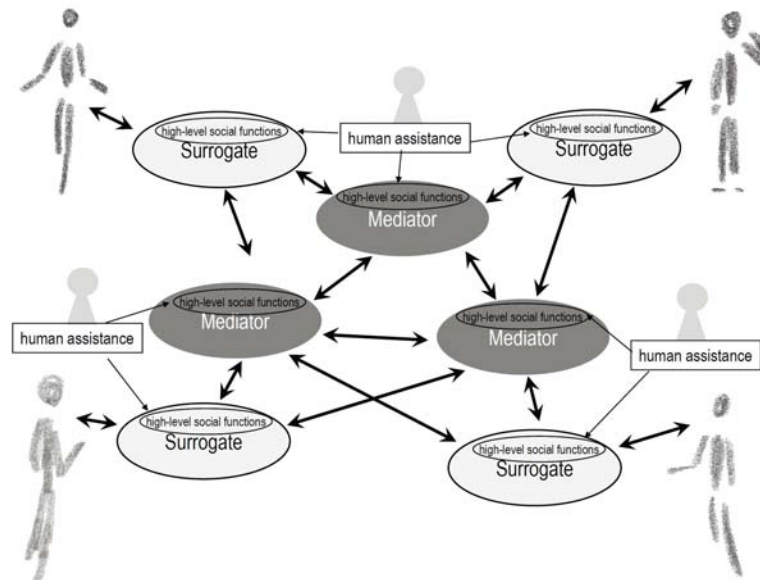 high-level social functions
Surrogate
human assistance
high-level social functions
Surrogate
high-level social functions
Mediator
high-level social functions
Mediator
high-level social functions
Mediator
human assistance
human assistance
high-level social functions
Surrogate
high-level social functions
Surrogate